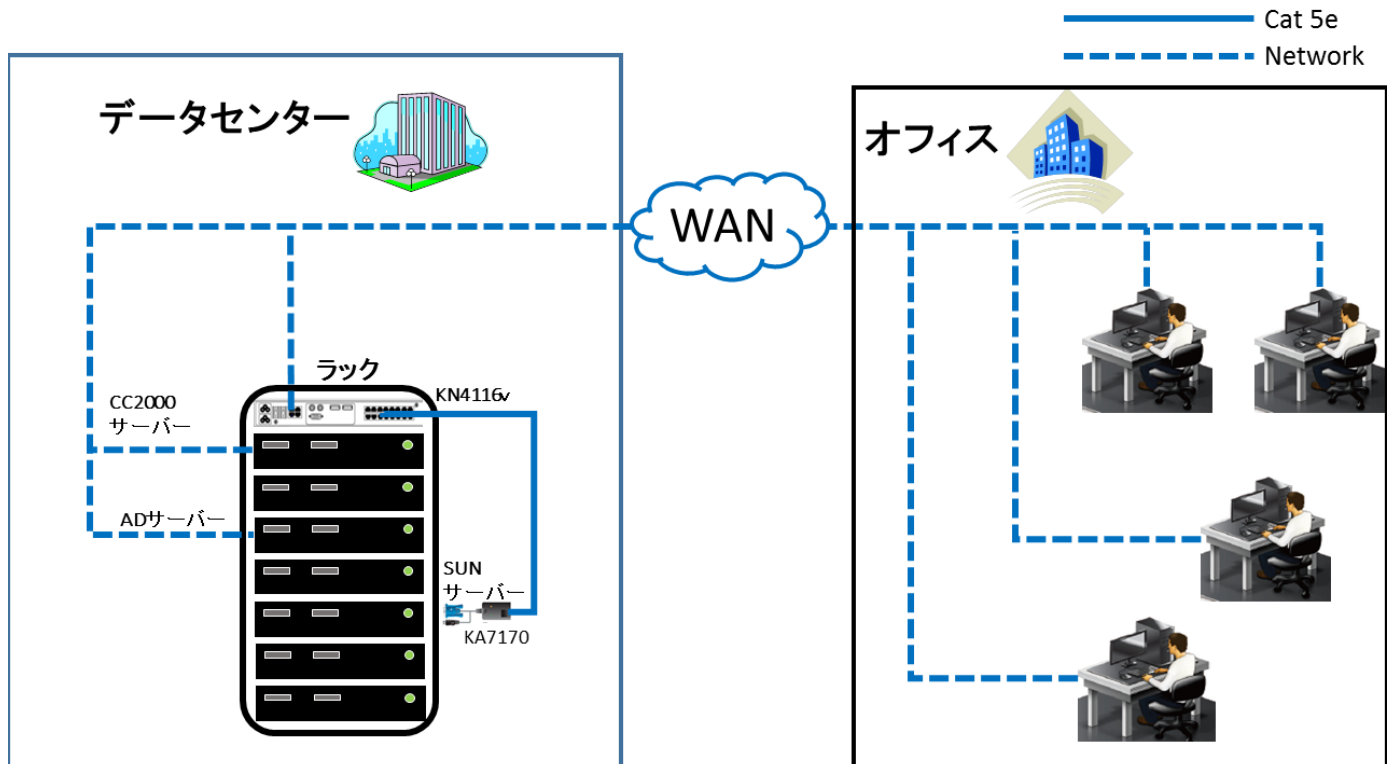 Cat 5e
Network
データセンター
オフィス
WAN
ラック
KN4116v
CC2000
サーバー
ADサーバー
SUN
サーバー
KA7170